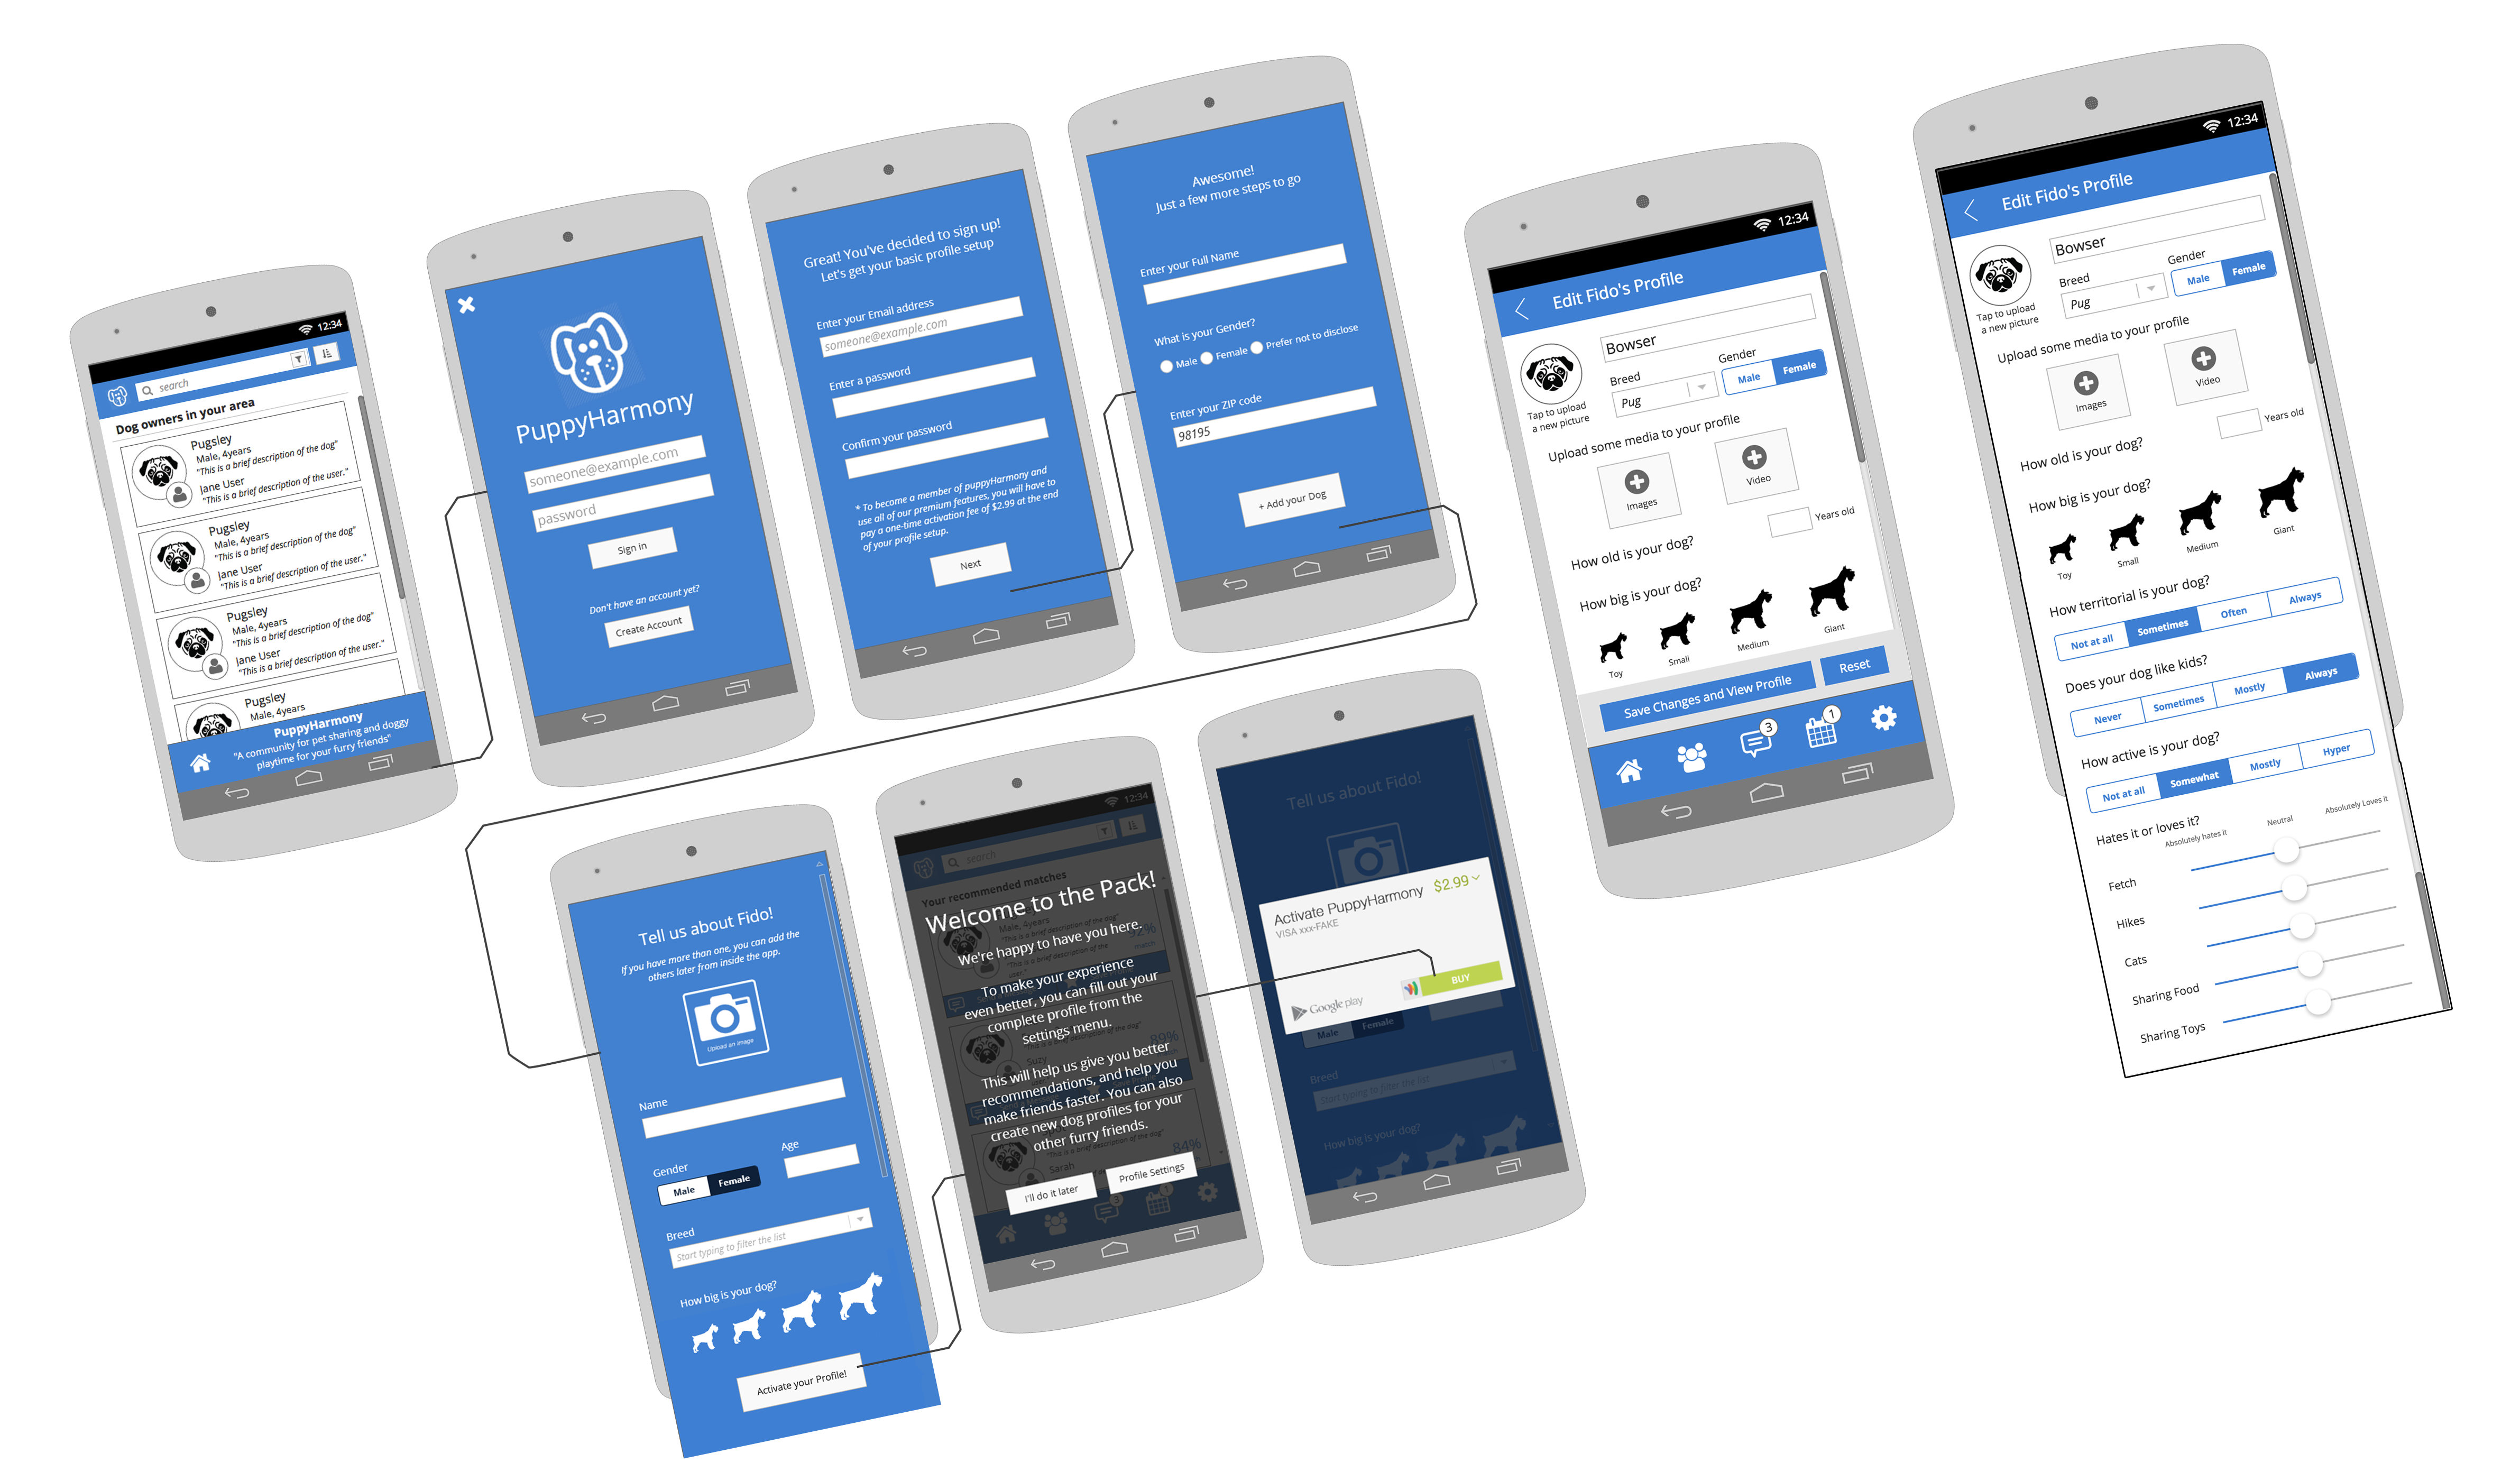 12:34
search
Dog owners in your area
Pugsley
Male, 4years
"This is a brief description of the dog"
Jane User
"This is a brief description of the user."
Pugsley
Male, 4years
"This is a brief description of the dog"
Jane User
"This is a brief description of the user."
Pugsley
Male, 4years
"This is a brief description of the dog"
Jane User
"This is a brief description of the user."
Pugsley
Male, 4years
PuppyHarmony
"A community for pet sharing and doggy
playtime for your furry friends"
PuppyHarmony
someone@example.com
password
Sign in
Don't have an account yet?
Create Account
Great! You've decided to sign up!
Let's get your basic profile setup
Enter your Email address
someone@example.com
Enter a password
Confirm your password
* To become a member of puppyHarmony and
use all of our premium features, you will have to
pay a one-time activation fee of $2.99 at the end
of your profile setup.
Next
Awesome!
Just a few more steps to go
Enter your Full Name
What is your Gender?
Male Female Prefer not to disclose
Enter your ZIP code
98195
+ Add your Dog
Tell us about Fido!
If you have more than one, you can add the
others later from inside the app.
Upload an image
Name
Gender
Age
Male Female
Breed
Start typing to filter the list
How big is your dog?
Activate your Profile!
12:34
search
Your recommended matches
Welcome to the Pack!
Male, 4years
We're happy to have you here.
92%
match
To make your experience
even better, you can fill out your
complete profile from the
settings menu.
Suzy
89%
This will help us give you better
recommendations, and help you
make friends faster. You can also
create new dog profiles for your
other furry friends.
84%
Sarah
I'll do it later
Profile Settings
3
1
Tell us about Fido!
Activate PuppyHarmony $2.99
VISA xxx-FAKE
Google play
BUY
Male Female
Breed
Start typing to filter the list
How big is your dog?
12:34
Edit Fido's Profile
Bowser
Tap to upload
a new picture
Breed
Gender
Pug
Male Female
Upload some media to your profile
Images
Video
How old is your dog?
Years old
How big is your dog?
Toy
Small
Medium
Giant
Save Changes and View Profile
Reset
3
1
12:34
Edit Fido's Profile
Bowser
Tap to upload
a new picture
Breed
Gender
Pug
Male Female
Upload some media to your profile
Images
Video
How old is your dog?
Years old
How big is your dog?
Toy
Small
Medium
Giant
How territorial is your dog?
Not at all Sometimes Often Always
Does your dog like kids?
Never Sometimes Mostly Always
How active is your dog?
Not at all Somewhat Mostly Hyper
Hates it or loves it?
Absolutely hates it Neutral Absolutely Loves it
Fetch
Hikes
Cats
Sharing Food
Sharing Toys